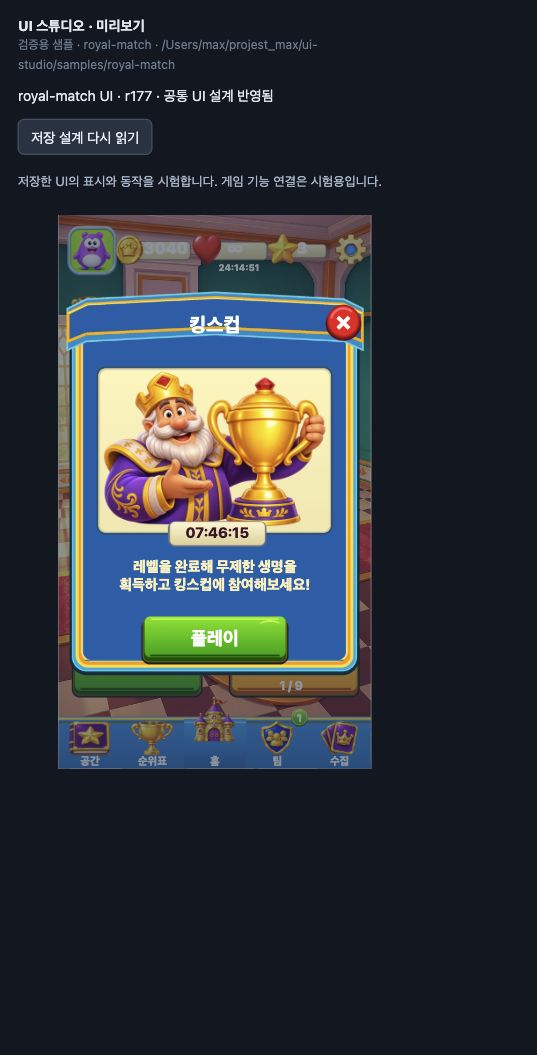 UI 스튜디오 · 미리보기
검증용 샘플 · royal-match · /Users/max/projest_max/ui-
studio/samples/royal-match
royal-match UI · r177 · 공통 UI 설계 반영됨
저장 설계 다시 읽기
저장한 UI의 표시와 동작을 시험합니다. 게임 기능 연결은 시험용입니다.
3040 ∞ 3
24:14:51
킹스컵
07:46:15
레벨을 완료해 무제한 생명을
획득하고 킹스컵에 참여해보세요!
플레이
1/9
1
공간 순위표 홈 팀 수집